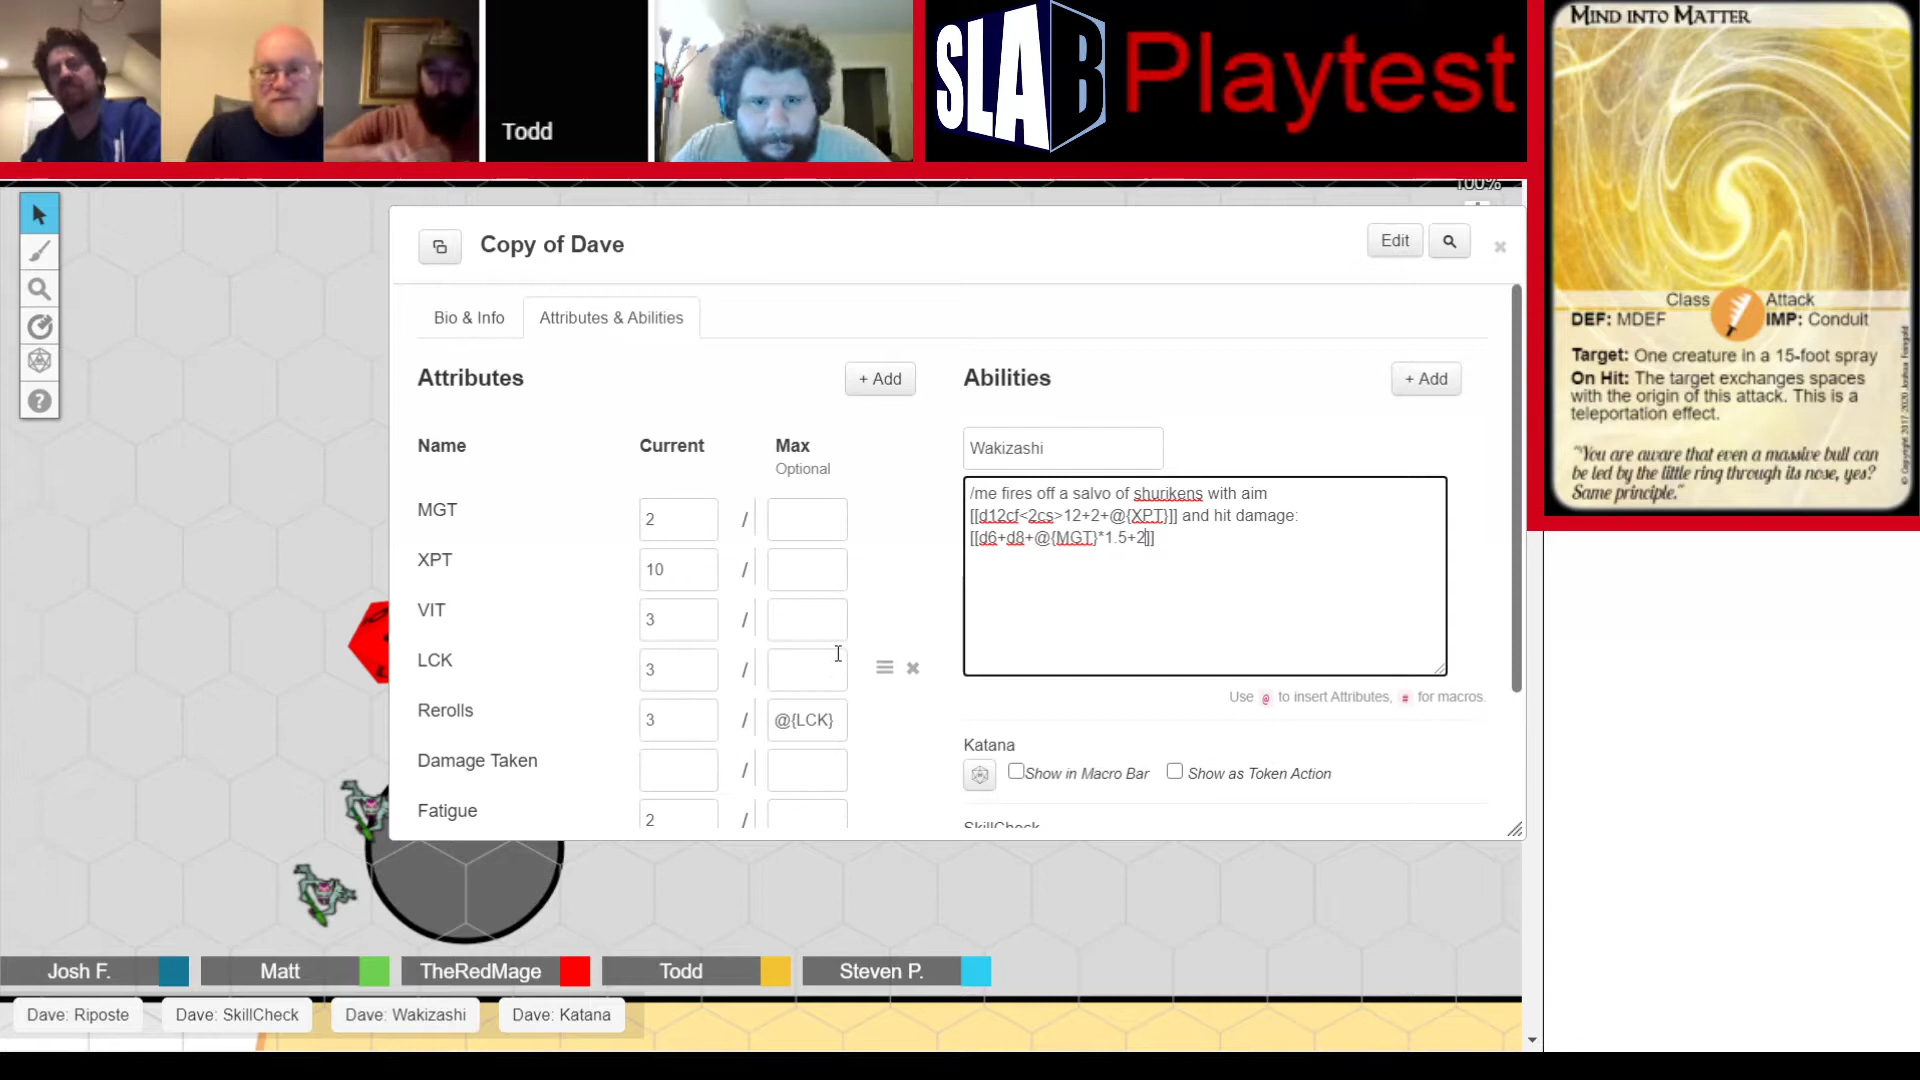 Todd
SLAB Playtest
MIND INTO MATTER
Class Attack
DEF: MDEF IMP: Conduit
Target: One creature in a 15-foot spray
On Hit: The target exchanges spaces
with the origin of this attack. This is a
teleportation effect.
"You are aware that even a massive bull can
be led by the little ring through its nose, yes?
Same principle."
100%
Copy of Dave
Edit
Bio & Info
Attributes & Abilities
Attributes
+ Add
Abilities
+ Add
Name
Current
Max
Optional
MGT
2
/
XPT
10
/
VIT
3
/
LCK
3
/
Rerolls
3
/
@{LCK}
Damage Taken
/
Fatigue
2
/
Wakizashi
/me fires off a salvo of shurikens with aim
[[d12cf<2cs>12+2+@{XPT}]] and hit damage:
[[d6+d8+@{MGT}*1.5+2]]
Use @ to insert Attributes, # for macros.
Katana
Show in Macro Bar
Show as Token Action
SkillCheck
Josh F.
Matt
TheRedMage
Todd
Steven P.
Dave: Riposte
Dave: SkillCheck
Dave: Wakizashi
Dave: Katana